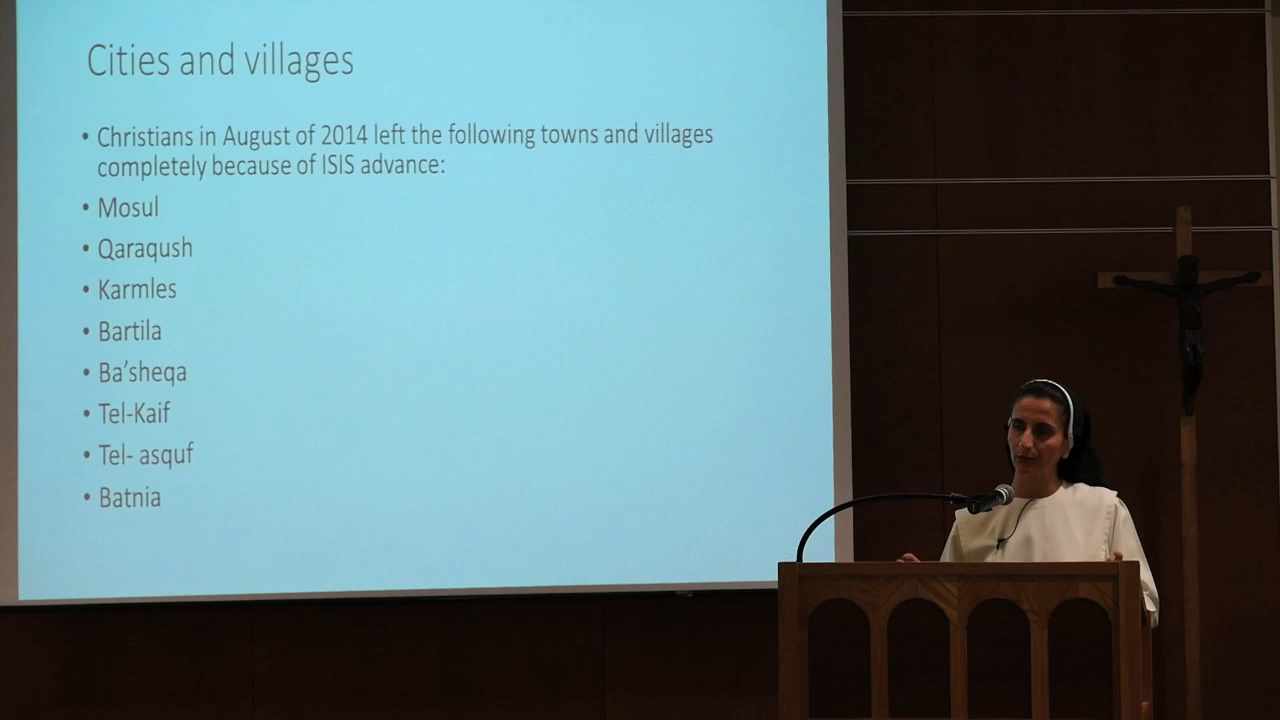 Cities and villages
• Christians in August of 2014 left the following towns and villages
completely because of ISIS advance:
• Mosul
• Qaraqush
• Karmles
• Bartila
• Ba’sheqa
• Tel-Kaif
• Tel- asquf
• Batnia